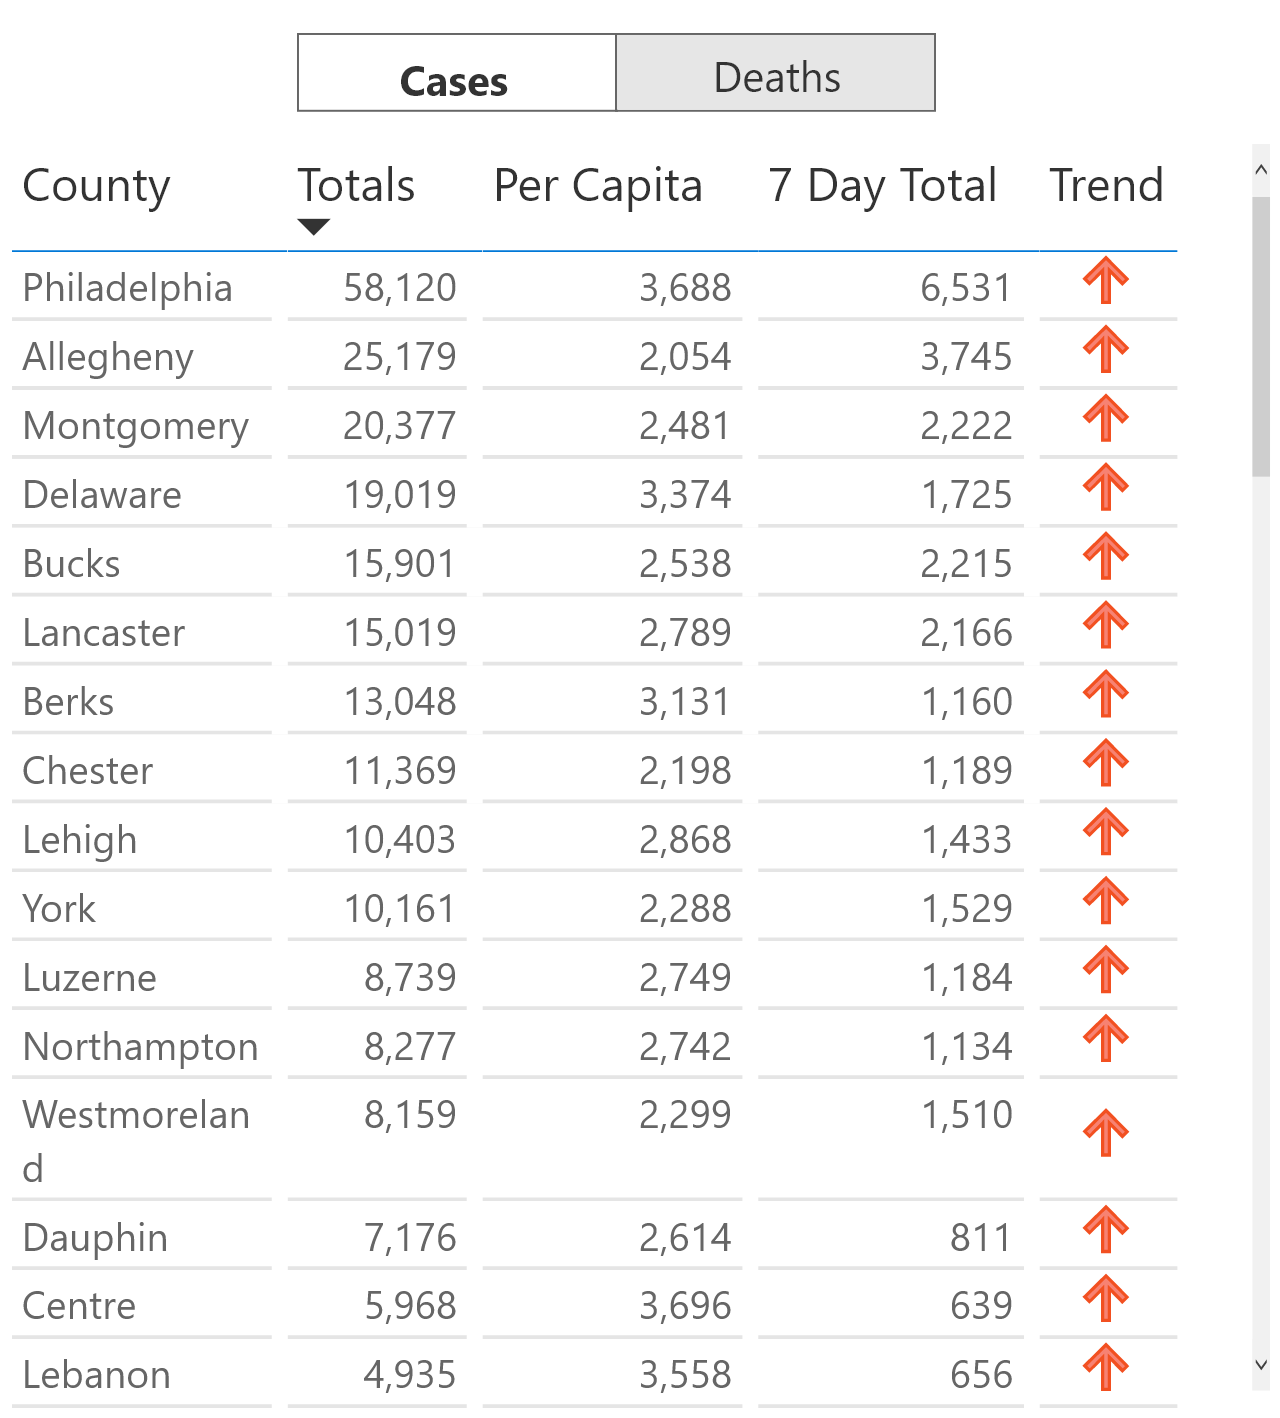 Cases Deaths
County Totals Per Capita 7 Day Total Trend
Philadelphia 58,120 3,688 6,531
Allegheny 25,179 2,054 3,745
Montgomery 20,377 2,481 2,222
Delaware 19,019 3,374 1,725
Bucks 15,901 2,538 2,215
Lancaster 15,019 2,789 2,166
Berks 13,048 3,131 1,160
Chester 11,369 2,198 1,189
Lehigh 10,403 2,868 1,433
York 10,161 2,288 1,529
Luzerne 8,739 2,749 1,184
Northampton 8,277 2,742 1,134
Westmorelan 8,159 2,299 1,510
d
Dauphin 7,176 2,614 811
Centre 5,968 3,696 639
Lebanon 4,935 3,558 656